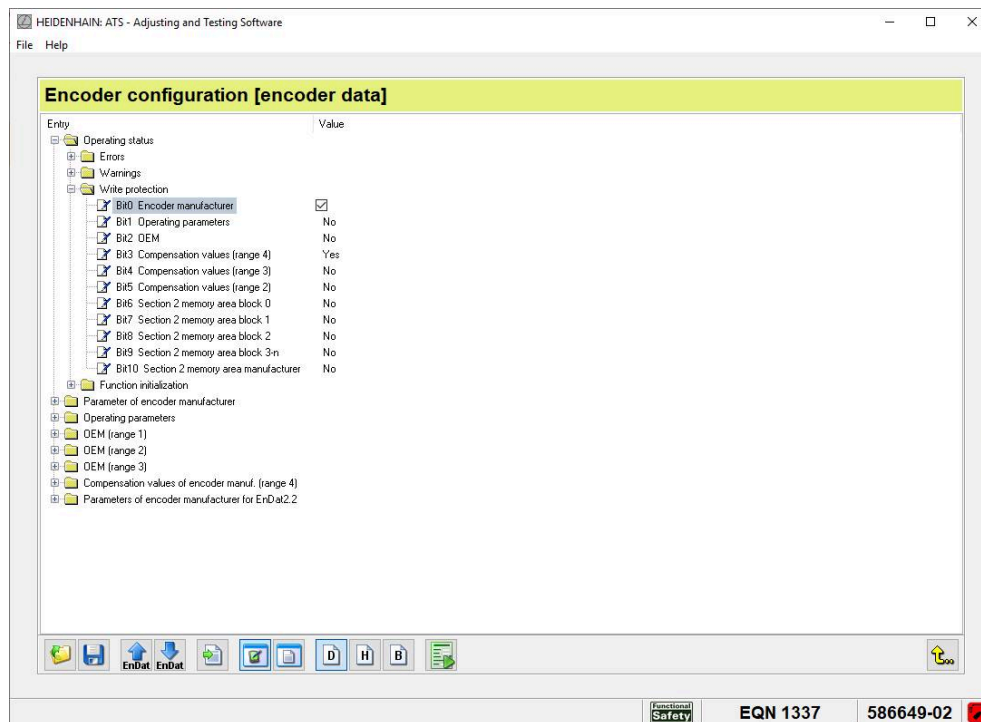 HEIDENHAIN: ATS - Adjusting and Testing Software
File Help
Encoder configuration [encoder data]
Entry Value
Operating status
Errors
Warnings
Write protection
Bit0 Encoder manufacturer
Bit1 Operating parameters No
Bit2 OEM No
Bit3 Compensation values (range 4) Yes
Bit4 Compensation values (range 3) No
Bit5 Compensation values (range 2) No
Bit6 Section 2 memory area block 0 No
Bit7 Section 2 memory area block 1 No
Bit8 Section 2 memory area block 2 No
Bit9 Section 2 memory area block 3-n No
Bit10 Section 2 memory area manufacturer No
Function initialization
Parameter of encoder manufacturer
Operating parameters
OEM (range 1)
OEM (range 2)
OEM (range 3)
Compensation values of encoder manuf. (range 4)
Parameters of encoder manufacturer for EnDat2.2
EnDat EnDat D H B
Functional
Safety EQN 1337 586649-02